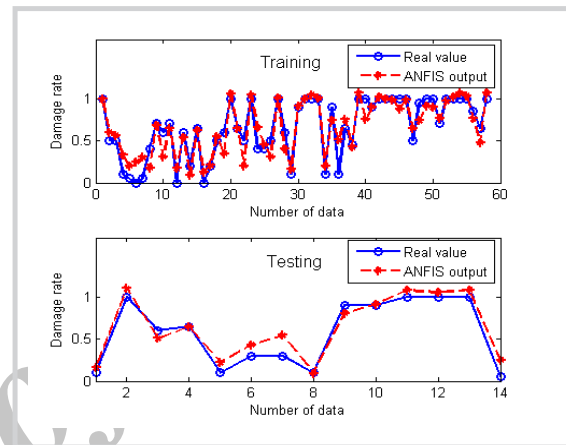 Training
Real value
ANFIS output
Damage rate
1
0.5
0
0 10 20 30 40 50 60
Number of data
Testing
Real value
ANFIS output
Damage rate
1
0.5
0
2 4 6 8 10 12 14
Number of data